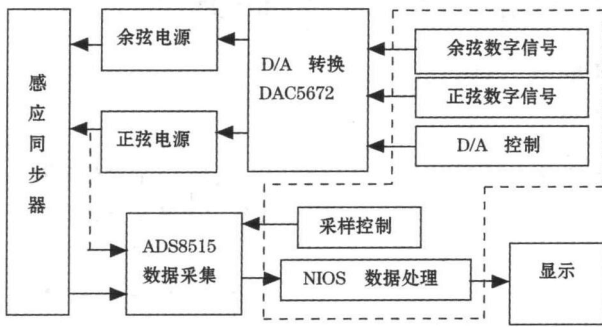 感应同步器
余弦电源
正弦电源
D/A 转换
DAC5672
余弦数字信号
正弦数字信号
D/A 控制
ADS8515
数据采集
采样控制
NIOS 数据处理
显示